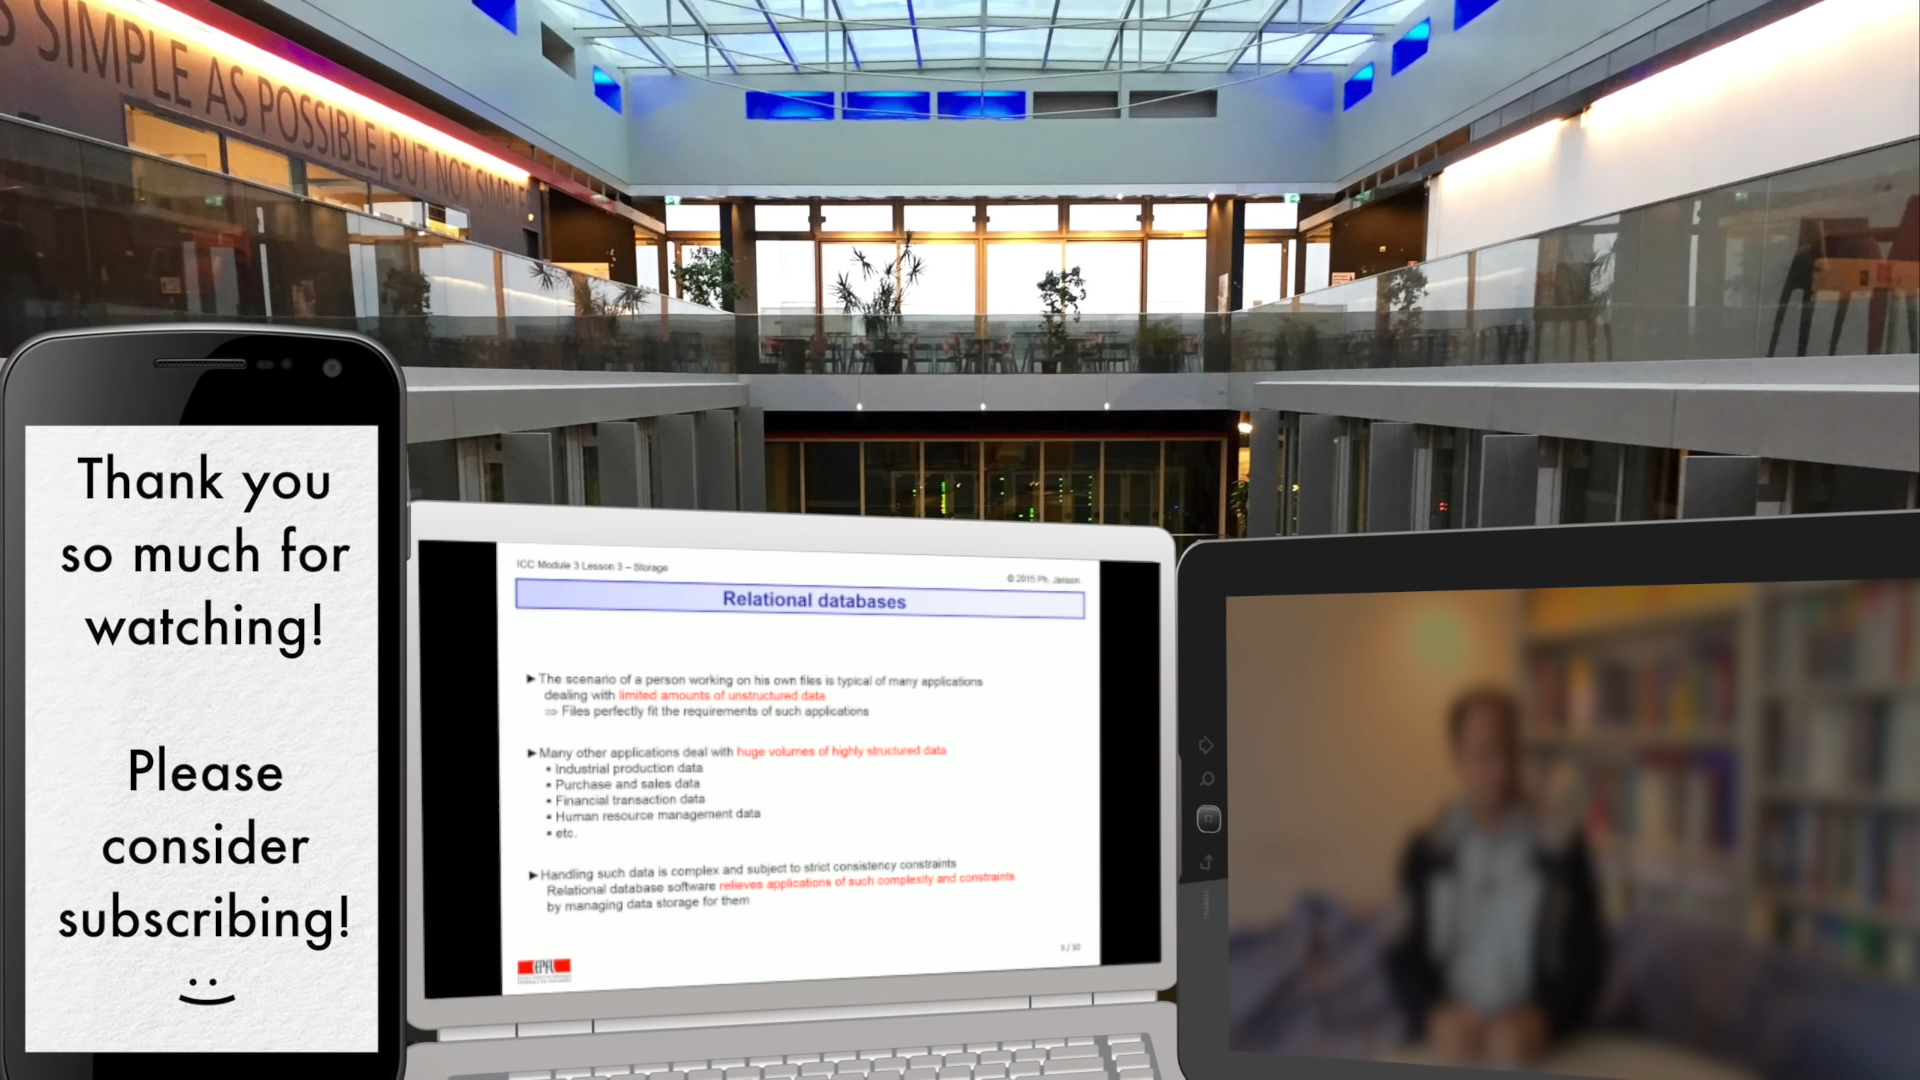 S SIMPLE AS POSSIBLE, BUT NOT SIMPLE
Thank you
so much for
watching!
Please
consider
subscribing!
ICC Module 3 Lesson 3 – Storage
© 2015 Ph. Janson
Relational databases
► The scenario of a person working on his own files is typical of many applications
dealing with limited amounts of unstructured data
⇒ Files perfectly fit the requirements of such applications
► Many other applications deal with huge volumes of highly structured data
▪ Industrial production data
▪ Purchase and sales data
▪ Financial transaction data
▪ Human resource management data
▪ etc.
► Handling such data is complex and subject to strict consistency constraints
Relational database software relieves applications of such complexity and constraints
by managing data storage for them
EPFL